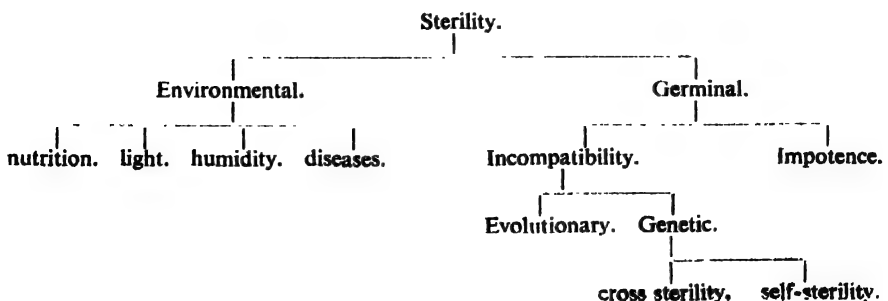 Sterility.
Environmental. Germinal.
nutrition. light. humidity. diseases. Incompatibility. Impotence.
Evolutionary. Genetic.
cross sterility. self-sterility.